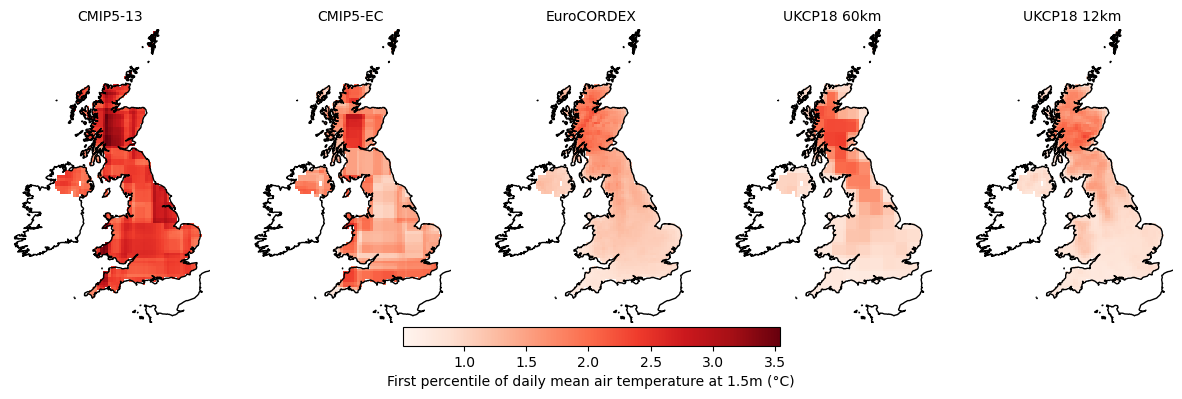 CMIP5-13
CMIP5-EC
EuroCORDEX
UKCP18 60km
UKCP18 12km
1.0 1.5 2.0 2.5 3.0 3.5
First percentile of daily mean air temperature at 1.5m (°C)